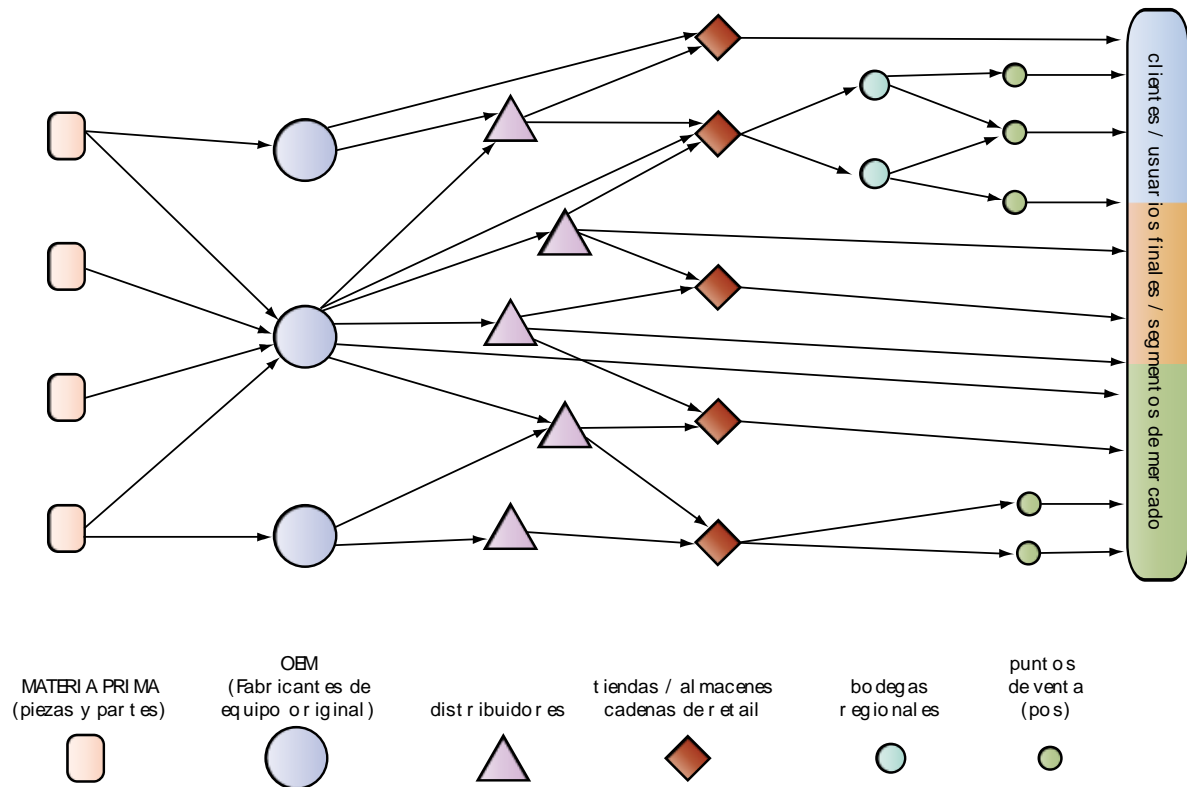 clientes / usuarios finales / segmentos de mercado
MATERIA PRIMA
(piezas y partes)
OEM
(Fabricantes de
equipo original)
distribuidores
tiendas / almacenes
cadenas de retail
bodegas
regionales
puntos
de venta
(pos)